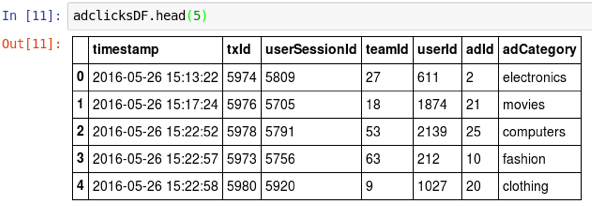 In [11]: adclicksDF.head(5)
Out[11]:
timestamp txId userSessionId teamId userId adId adCategory
0 2016-05-26 15:13:22 5974 5809 27 611 2 electronics
1 2016-05-26 15:17:24 5976 5705 18 1874 21 movies
2 2016-05-26 15:22:52 5978 5791 53 2139 25 computers
3 2016-05-26 15:22:57 5973 5756 63 212 10 fashion
4 2016-05-26 15:22:58 5980 5920 9 1027 20 clothing